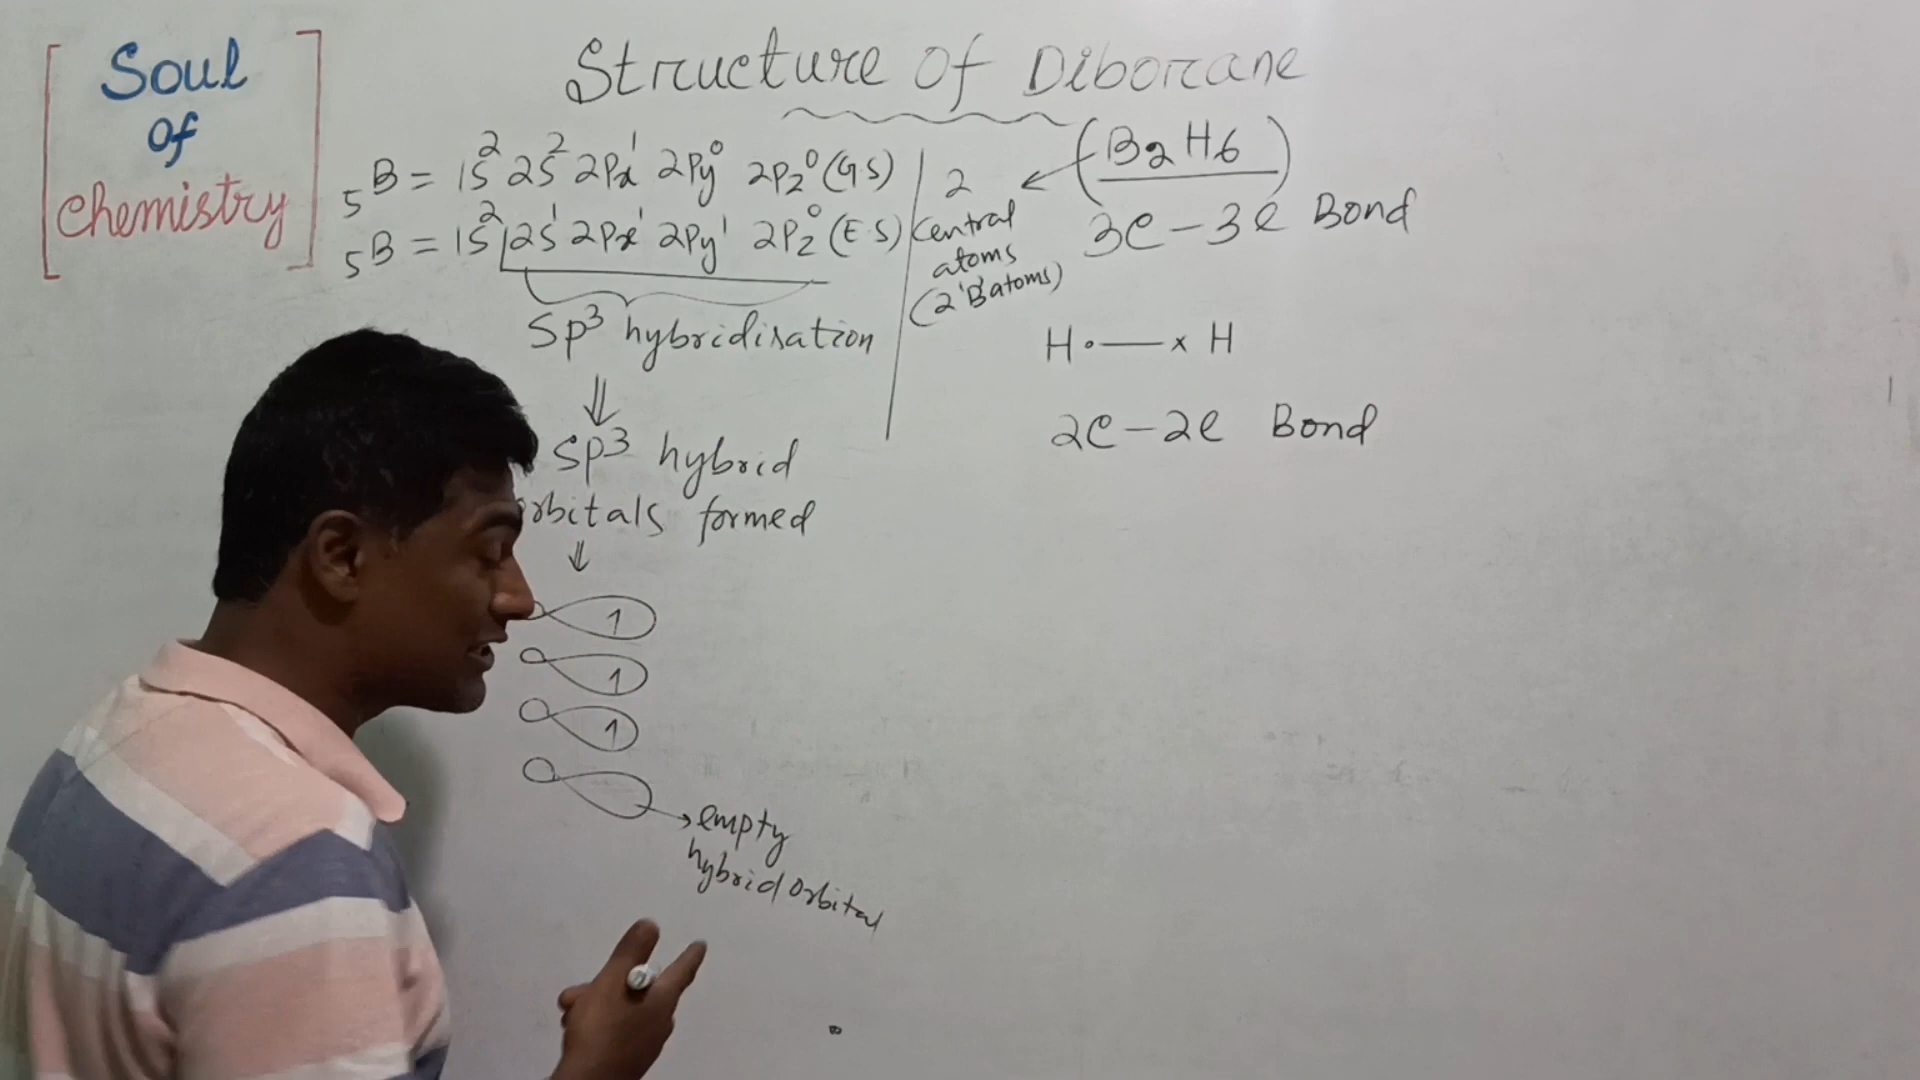 Soul
Of
Chemistry
Structure Of Diborane
(B2H6)
5B = 1S² 2S² 2Px¹ 2Py⁰ 2Pz⁰ (G.S)
5B = 1S² 2S¹ 2Px¹ 2Py¹ 2Pz⁰ (E.S)
Sp³ hybridisation
⇓
Sp³ hybrid
orbitals formed
⇓
1
1
1
→ empty
hybrid orbital
2
Central
atoms
(2 'B' atoms)
3C-3e Bond
H•—x H
2C-2e Bond